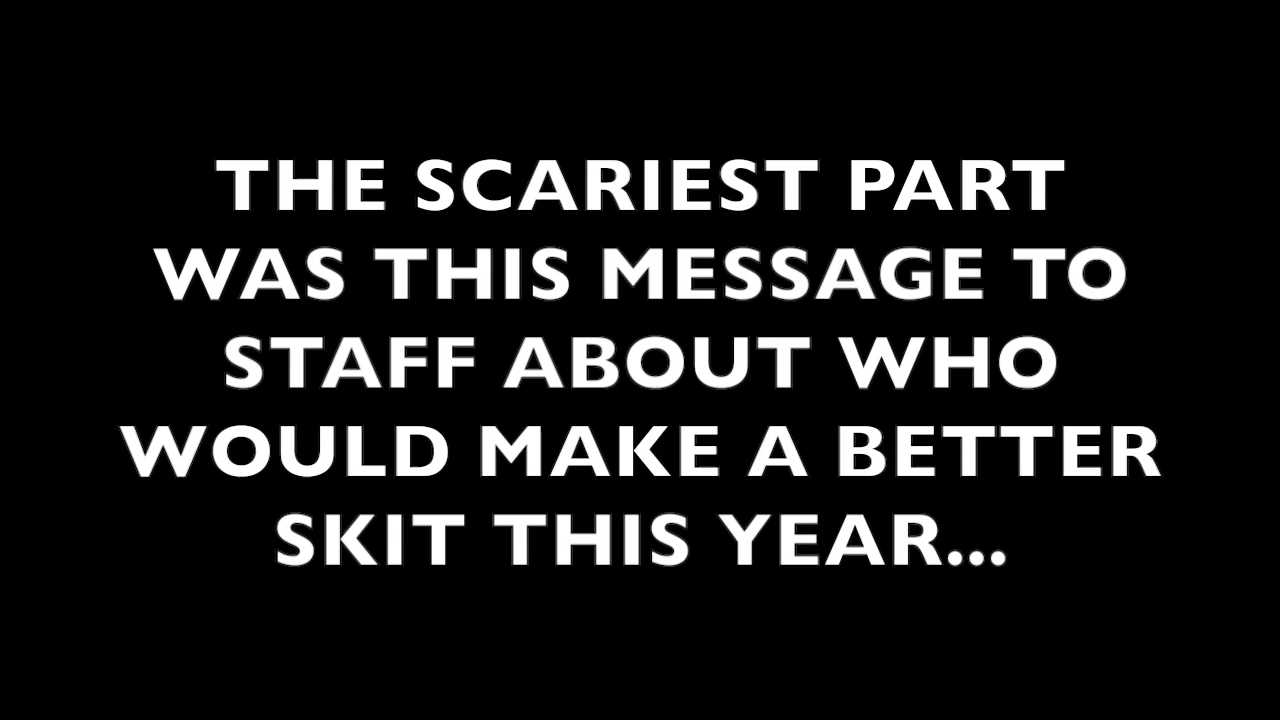 THE SCARIEST PART
WAS THIS MESSAGE TO
STAFF ABOUT WHO
WOULD MAKE A BETTER
SKIT THIS YEAR...